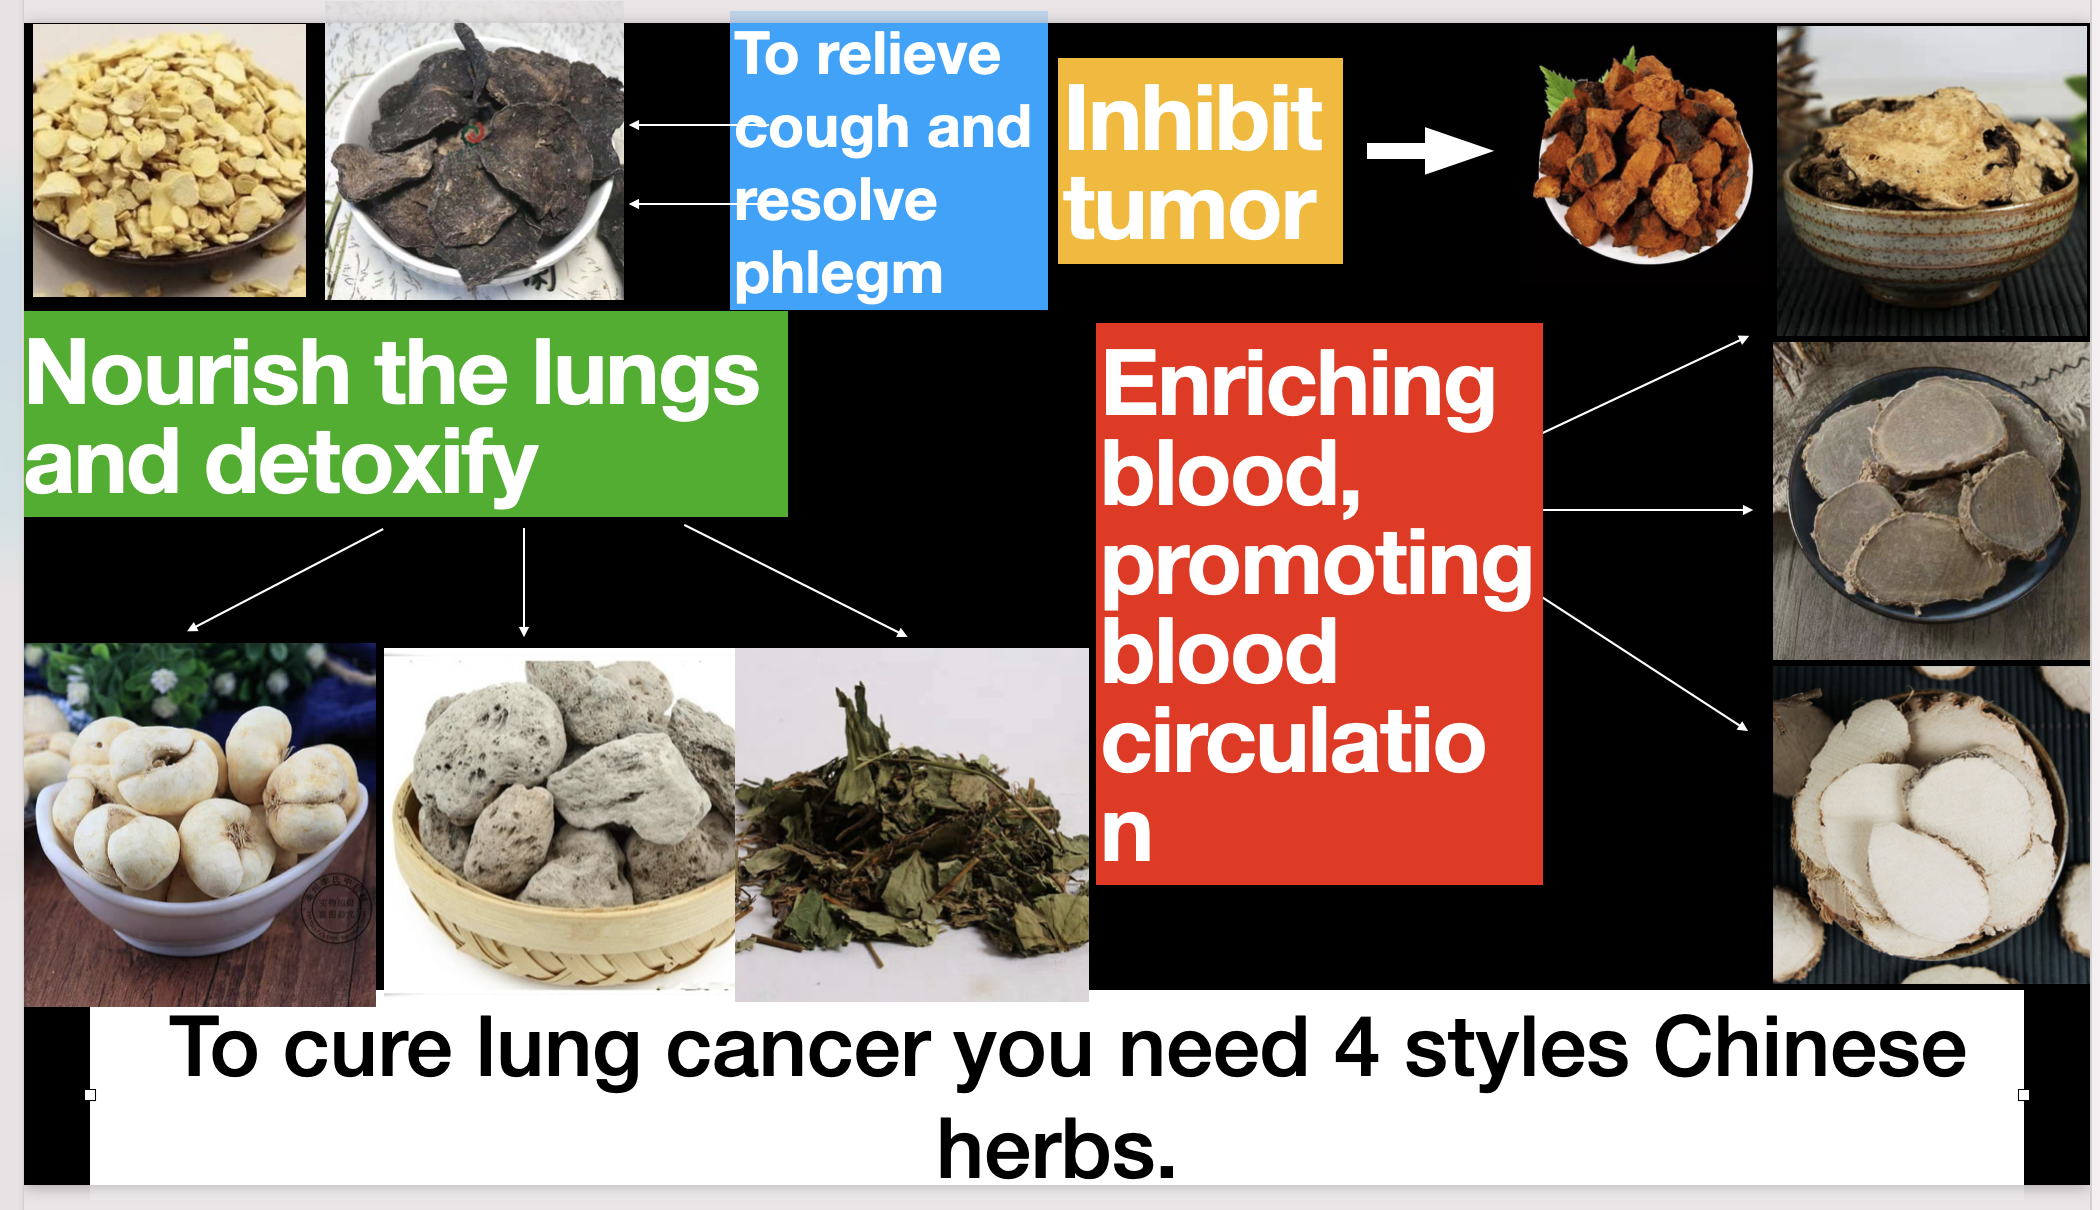 To relieve
cough and
resolve
phlegm
Inhibit
tumor
Nourish the lungs
and detoxify
Enriching
blood,
promoting
blood
circulatio
n
To cure lung cancer you need 4 styles Chinese
herbs.